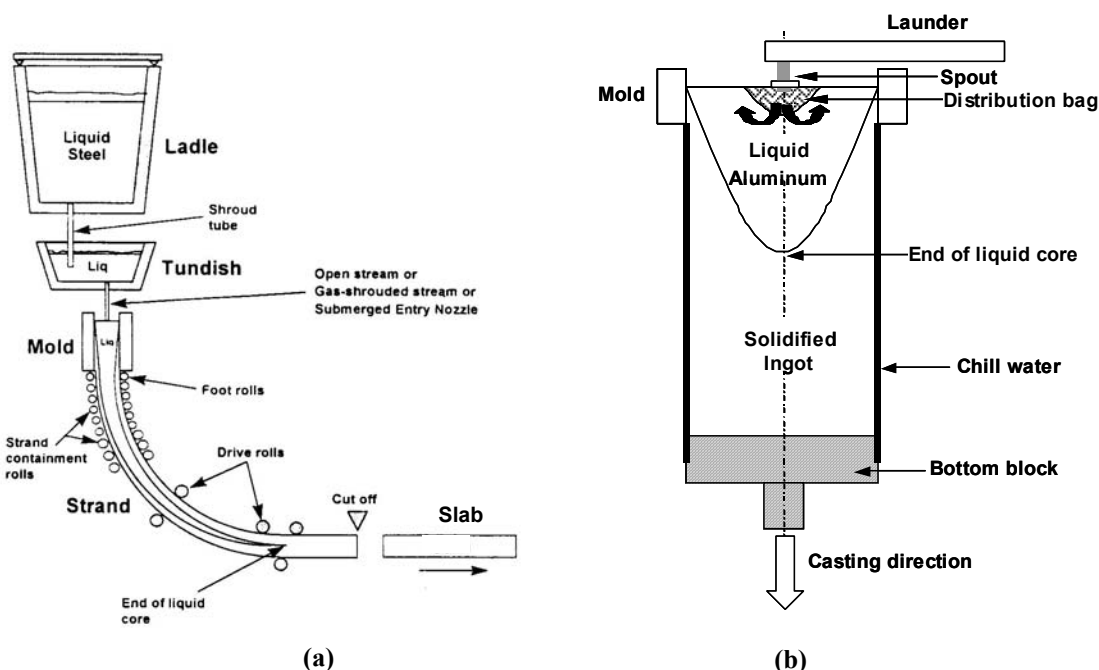 Liquid
Steel
Ladle
Shroud
tube
Liq
Tundish
Open stream or
Gas-shrouded stream or
Submerged Entry Nozzle
Mold
Liq
Foot rolls
Strand
containment
rolls
Drive rolls
Strand
Cut off
Slab
End of liquid
core
(a)
Launder
Spout
Mold
Distribution bag
Liquid
Aluminum
End of liquid core
Solidified
Ingot
Chill water
Bottom block
Casting direction
(b)